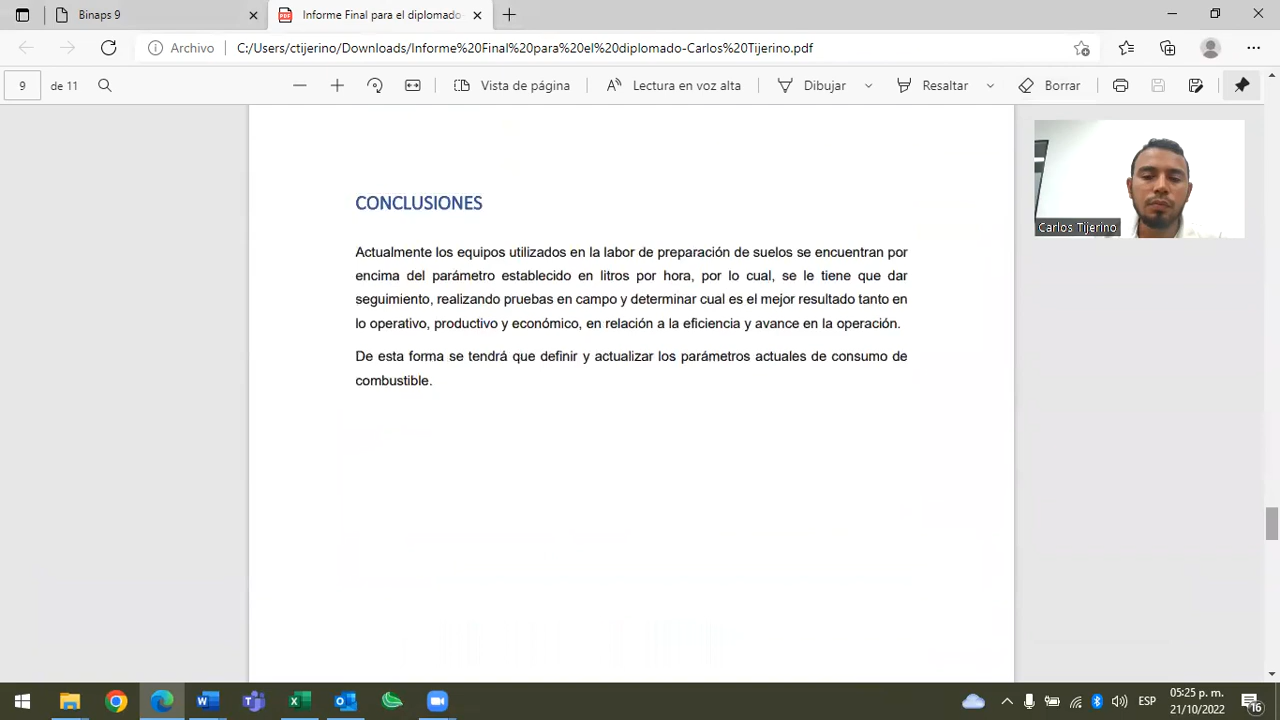 Binaps 9
Informe Final para el diplomado-
Archivo
C:/Users/ctijerino/Downloads/Informe%20Final%20para%20el%20diplomado-Carlos%20Tijerino.pdf
9 de 11
Vista de página
Lectura en voz alta
Dibujar
Resaltar
Borrar
CONCLUSIONES
Actualmente los equipos utilizados en la labor de preparación de suelos se encuentran por
encima del parámetro establecido en litros por hora, por lo cual, se le tiene que dar
seguimiento, realizando pruebas en campo y determinar cual es el mejor resultado tanto en
lo operativo, productivo y económico, en relación a la eficiencia y avance en la operación.
De esta forma se tendrá que definir y actualizar los parámetros actuales de consumo de
combustible.
Carlos Tijerino
ESP
05:25 p. m.
21/10/2022
16